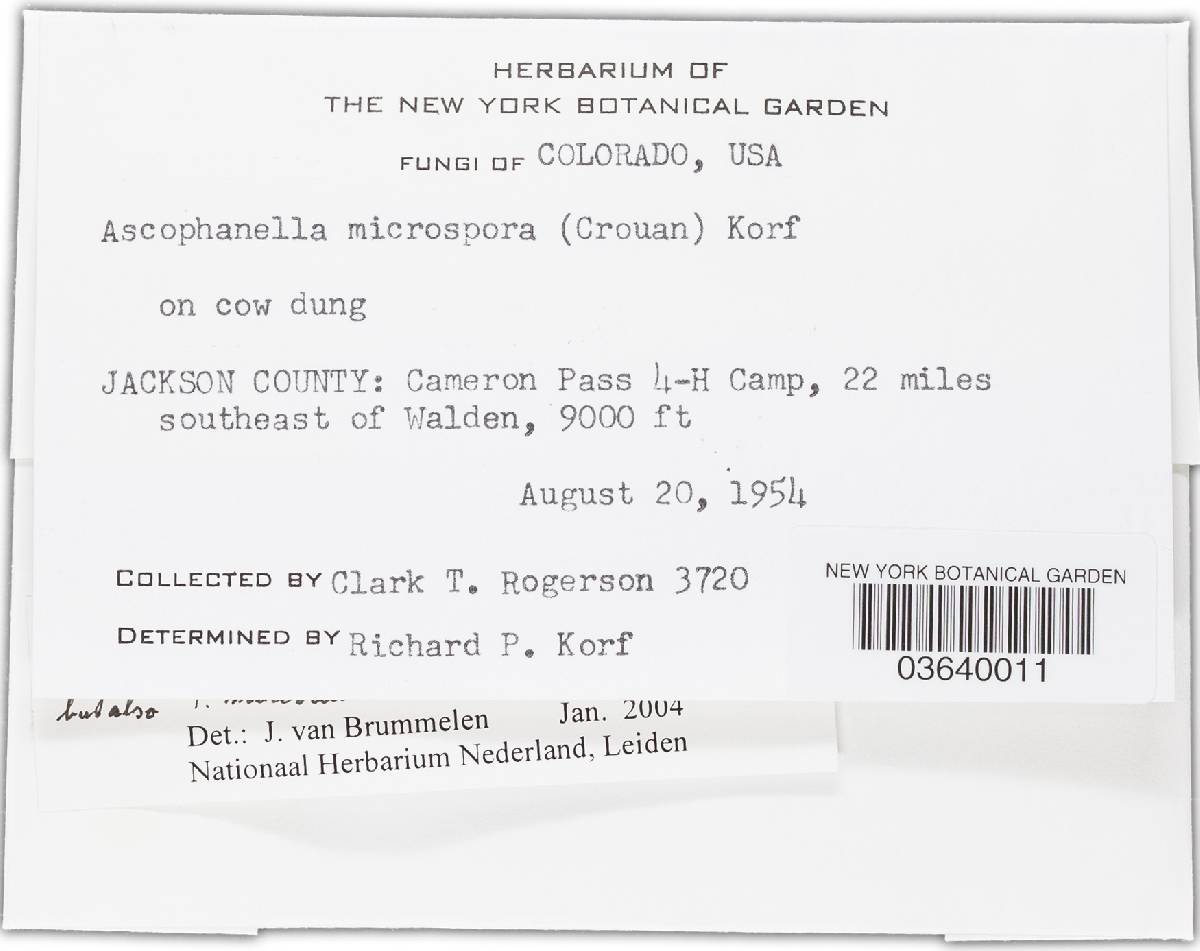 HERBARIUM OF
THE NEW YORK BOTANICAL GARDEN
FUNGI OF COLORADO, USA
Ascophanella microspora (Crouan) Korf
on cow dung
JACKSON COUNTY: Cameron Pass 4-H Camp, 22 miles
southeast of Walden, 9000 ft
August 20, 1954
COLLECTED BY Clark T. Rogerson 3720
DETERMINED BY Richard P. Korf
NEW YORK BOTANICAL GARDEN
03640011
but also
Det.: J. van Brummelen Jan. 2004
Nationaal Herbarium Nederland, Leiden